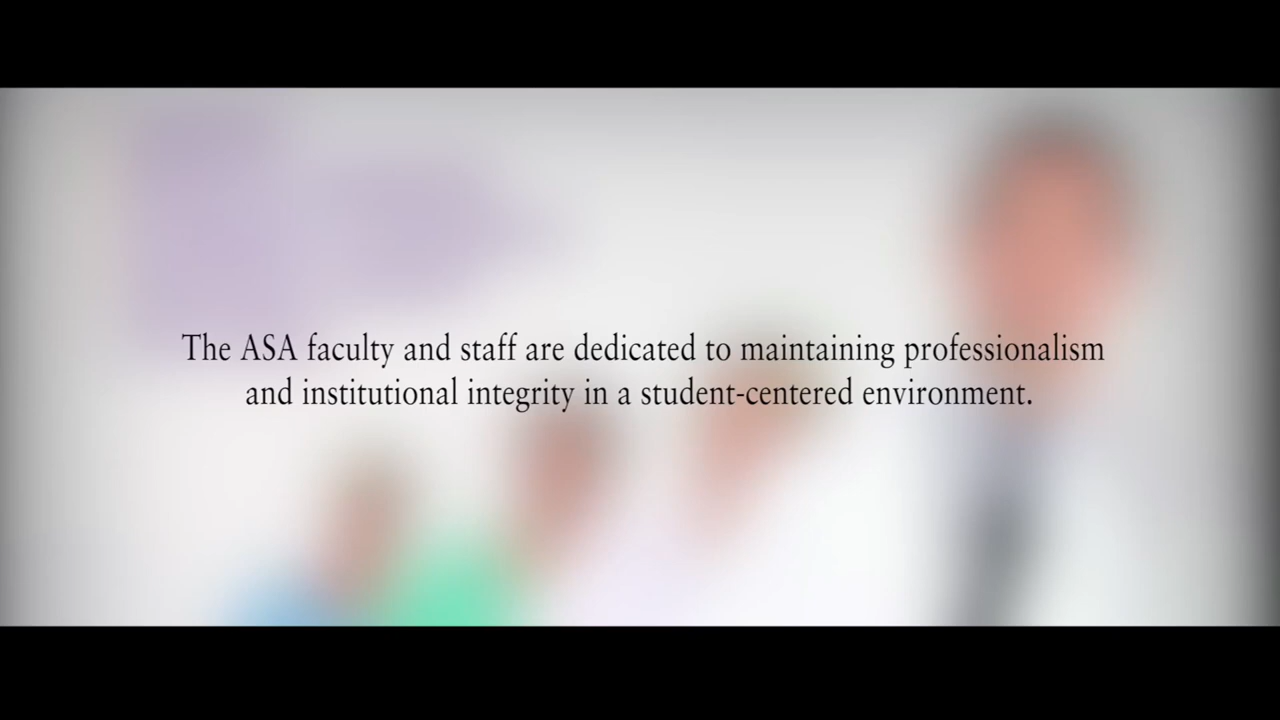 The ASA faculty and staff are dedicated to maintaining professionalism
and institutional integrity in a student-centered environment.